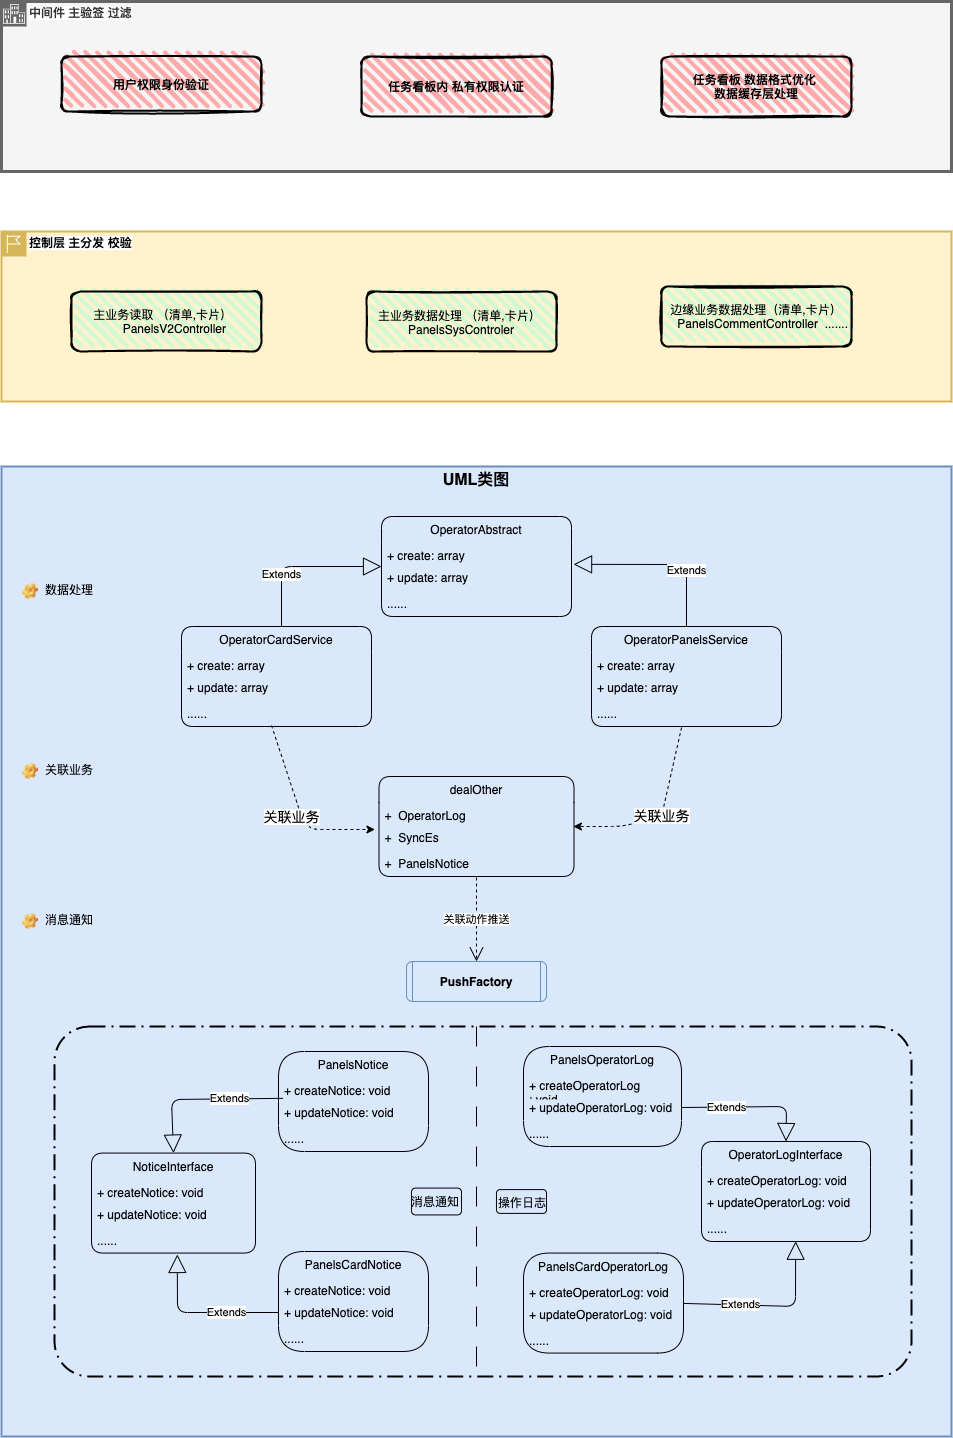 中间件 主验签 过滤
用户权限身份验证
任务看板内 私有权限认证
任务看板 数据格式优化
数据缓存层处理
控制层 主分发 校验
主业务读取 （清单,卡片）
PanelsV2Controller
主业务数据处理 （清单,卡片）
PanelsSysControler
边缘业务数据处理（清单,卡片）
PanelsCommentController .......
UML类图
OperatorAbstract
+ create: array
+ update: array
......
Extends
Extends
数据处理
OperatorCardService
+ create: array
+ update: array
......
OperatorPanelsService
+ create: array
+ update: array
......
关联业务
关联业务
关联业务
dealOther
+ OperatorLog
+ SyncEs
+ PanelsNotice
消息通知
关联动作推送
PushFactory
PanelsNotice
+ createNotice: void
+ updateNotice: void
......
Extends
NoticeInterface
+ createNotice: void
+ updateNotice: void
......
消息通知
PanelsCardNotice
+ createNotice: void
+ updateNotice: void
......
Extends
PanelsOperatorLog
+ createOperatorLog
: void
+ updateOperatorLog: void
......
Extends
OperatorLogInterface
+ createOperatorLog: void
+ updateOperatorLog: void
......
操作日志
PanelsCardOperatorLog
+ createOperatorLog: void
+ updateOperatorLog: void
......
Extends